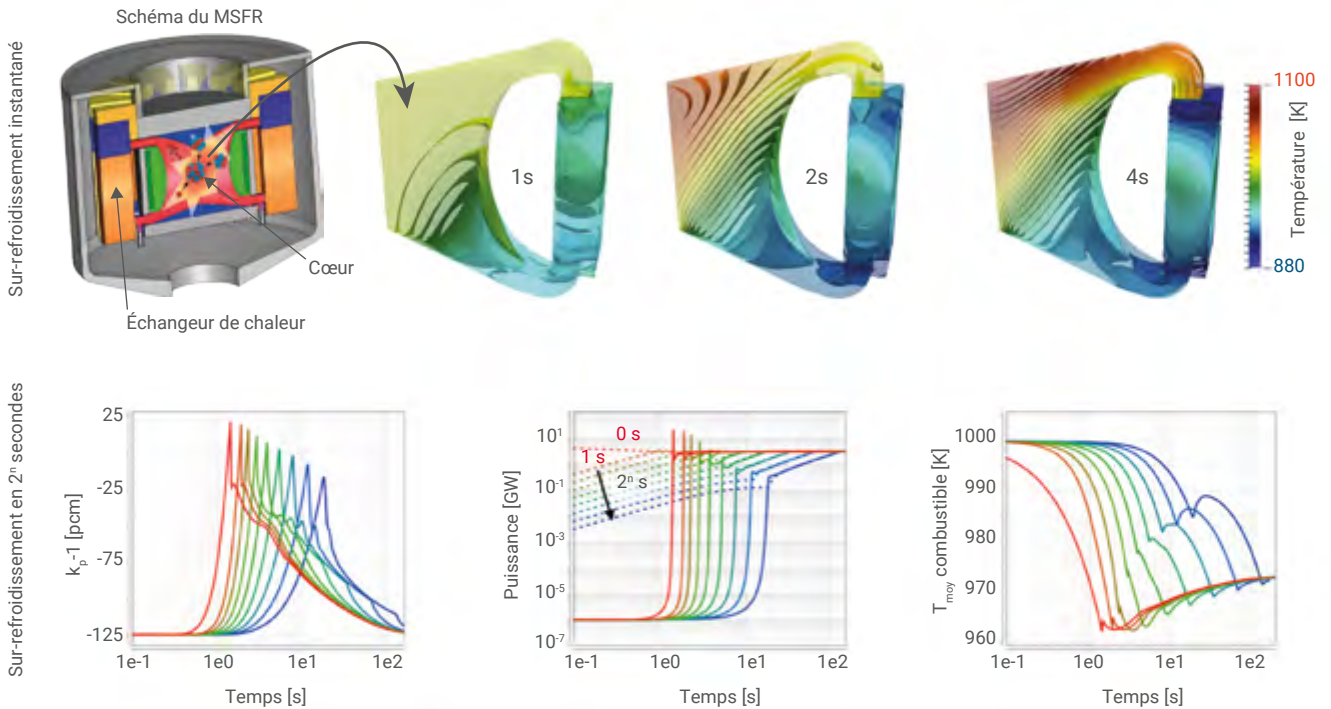 Schéma du MSFR
Sur-refroidissement instantané
1s
2s
4s
1100
Température [K]
880
Cœur
Échangeur de chaleur
Sur-refroidissement en 2ⁿ secondes
kₚ-1 [pcm]
25
-25
-75
-125
1e-1 1e0 1e1 1e2
Temps [s]
Puissance [GW]
10¹
10⁻¹
10⁻³
10⁻⁵
10⁻⁷
0 s
1 s
2ⁿ s
1e-1 1e0 1e1 1e2
Temps [s]
Tₘₒy combustible [K]
1000
990
980
970
960
1e-1 1e0 1e1 1e2
Temps [s]